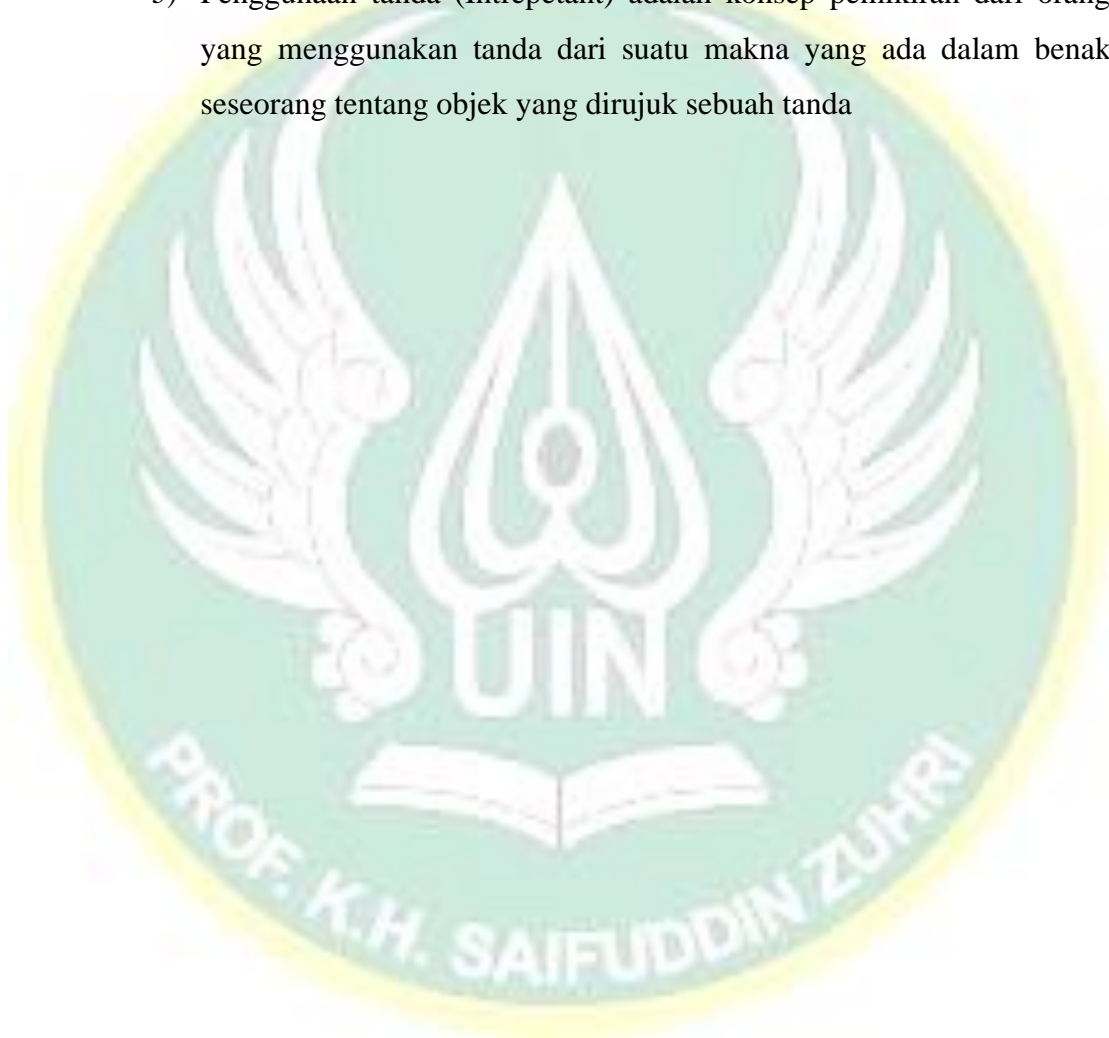 Penggunaan tanda (Intrepetant) adalah konsep pemikiran dari orang
yang menggunakan tanda dari suatu makna yang ada dalam benak
seseorang tentang objek yang dirujuk sebuah tanda
UIN
PROF. K.H. SAIFUDDIN ZUHRI